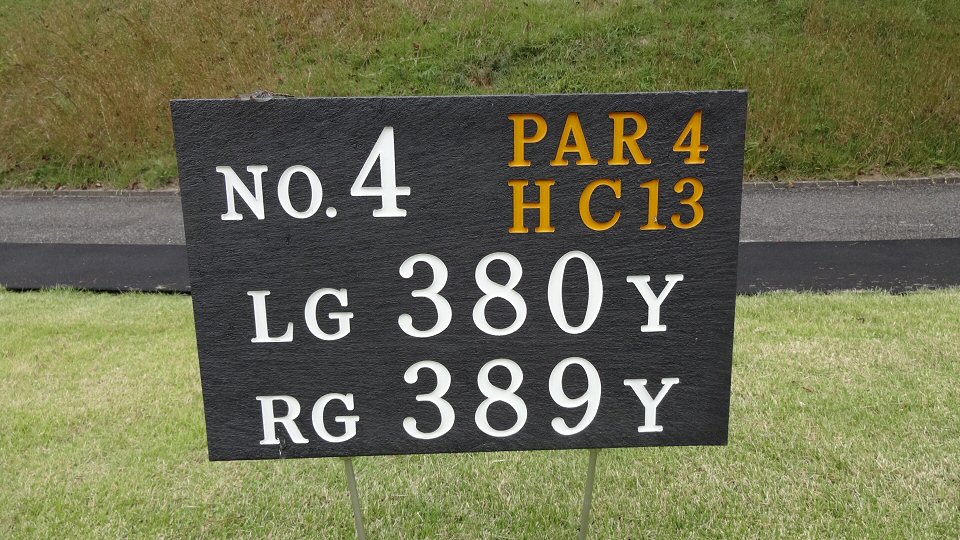 NO. 4
PAR 4
HC 13
LG 380 Y
RG 389 Y